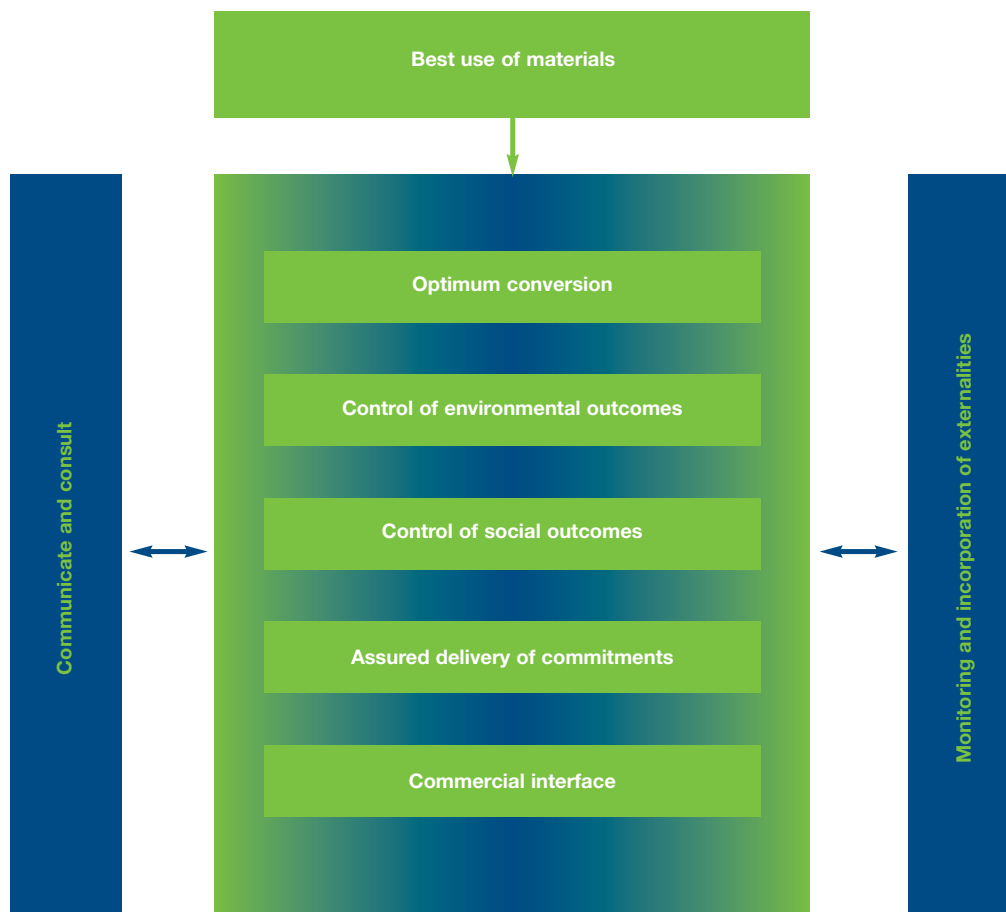 Best use of materials
Communicate and consult
Optimum conversion
Control of environmental outcomes
Control of social outcomes
Assured delivery of commitments
Commercial interface
Monitoring and incorporation of externalities